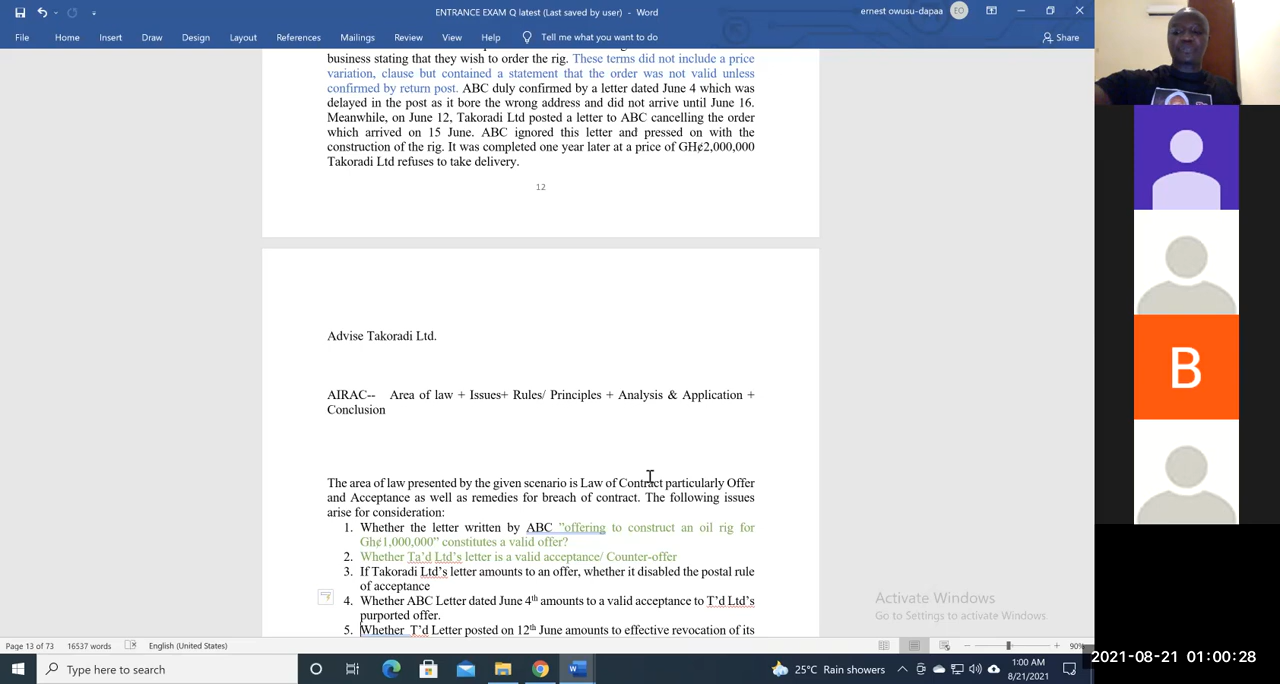 ENTRANCE EXAM Q latest (Last saved by user) - Word
ernest owusu-dapaa EO
File Home Insert Draw Design Layout References Mailings Review View Help Tell me what you want to do Share
business stating that they wish to order the rig. These terms did not include a price
variation, clause but contained a statement that the order was not valid unless
confirmed by return post. ABC duly confirmed by a letter dated June 4 which was
delayed in the post as it bore the wrong address and did not arrive until June 16.
Meanwhile, on June 12, Takoradi Ltd posted a letter to ABC cancelling the order
which arrived on 15 June. ABC ignored this letter and pressed on with the
construction of the rig. It was completed one year later at a price of GH¢2,000,000
Takoradi Ltd refuses to take delivery.
12
Advise Takoradi Ltd.
AIRAC-- Area of law + Issues+ Rules/ Principles + Analysis & Application +
Conclusion
The area of law presented by the given scenario is Law of Contract particularly Offer
and Acceptance as well as remedies for breach of contract. The following issues
arise for consideration:
1. Whether the letter written by ABC "offering to construct an oil rig for
Gh¢1,000,000" constitutes a valid offer?
2. Whether Ta'd Ltd's letter is a valid acceptance/ Counter-offer
3. If Takoradi Ltd's letter amounts to an offer, whether it disabled the postal rule
of acceptance
4. Whether ABC Letter dated June 4th amounts to a valid acceptance to T'd Ltd's
purported offer.
5. Whether T'd Letter posted on 12th June amounts to effective revocation of its
B
Activate Windows
Go to Settings to activate Windows.
Page 13 of 73 16537 words English (United States) 90%
Type here to search
25°C Rain showers
1:00 AM
8/21/2021
2021-08-21 01:00:28